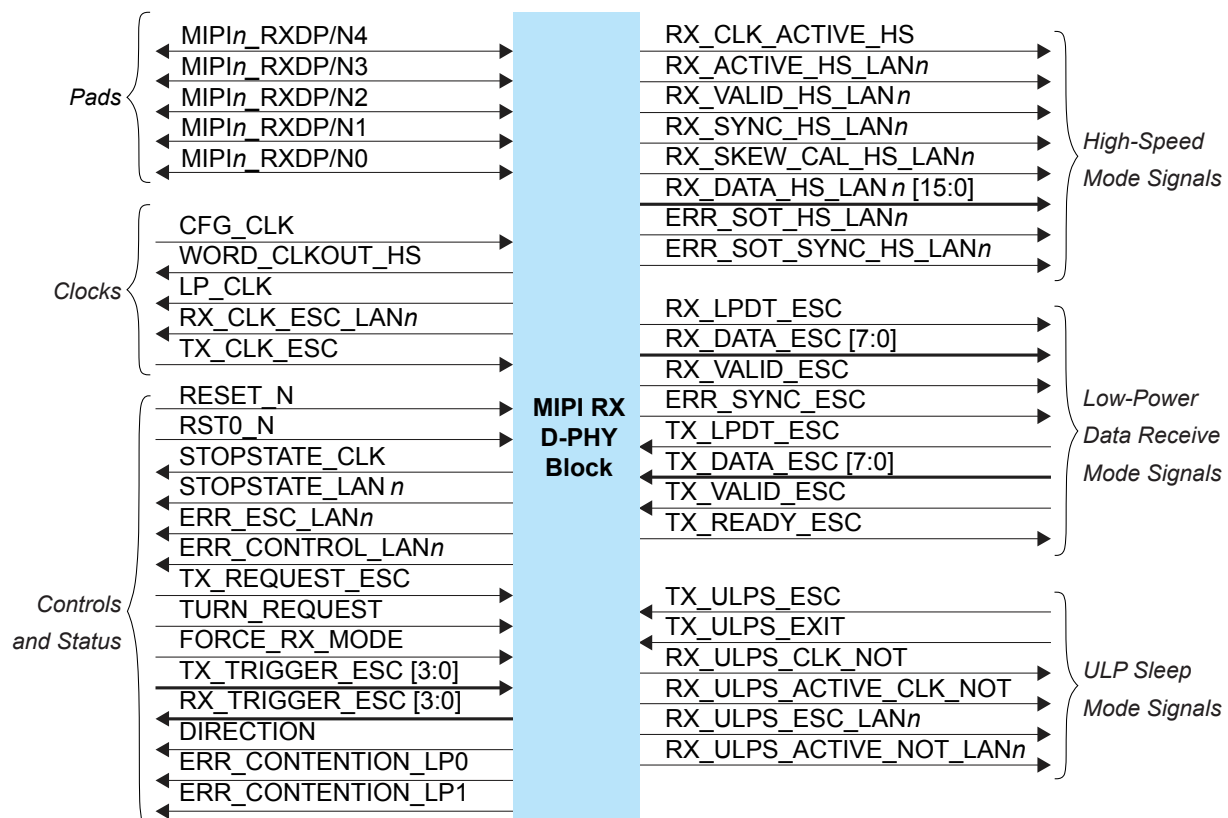 Pads
MIPIn_RXDP/N4
MIPIn_RXDP/N3
MIPIn_RXDP/N2
MIPIn_RXDP/N1
MIPIn_RXDP/N0
Clocks
CFG_CLK
WORD_CLKOUT_HS
LP_CLK
RX_CLK_ESC_LANn
TX_CLK_ESC
Controls
and Status
RESET_N
RST0_N
STOPSTATE_CLK
STOPSTATE_LAN n
ERR_ESC_LANn
ERR_CONTROL_LANn
TX_REQUEST_ESC
TURN_REQUEST
FORCE_RX_MODE
TX_TRIGGER_ESC [3:0]
RX_TRIGGER_ESC [3:0]
DIRECTION
ERR_CONTENTION_LP0
ERR_CONTENTION_LP1
MIPI RX
D-PHY
Block
RX_CLK_ACTIVE_HS
RX_ACTIVE_HS_LANn
RX_VALID_HS_LANn
RX_SYNC_HS_LANn
RX_SKEW_CAL_HS_LANn
RX_DATA_HS_LAN n [15:0]
ERR_SOT_HS_LANn
ERR_SOT_SYNC_HS_LANn
High-Speed
Mode Signals
RX_LPDT_ESC
RX_DATA_ESC [7:0]
RX_VALID_ESC
ERR_SYNC_ESC
TX_LPDT_ESC
TX_DATA_ESC [7:0]
TX_VALID_ESC
TX_READY_ESC
Low-Power
Data Receive
Mode Signals
TX_ULPS_ESC
TX_ULPS_EXIT
RX_ULPS_CLK_NOT
RX_ULPS_ACTIVE_CLK_NOT
RX_ULPS_ESC_LANn
RX_ULPS_ACTIVE_NOT_LANn
ULP Sleep
Mode Signals